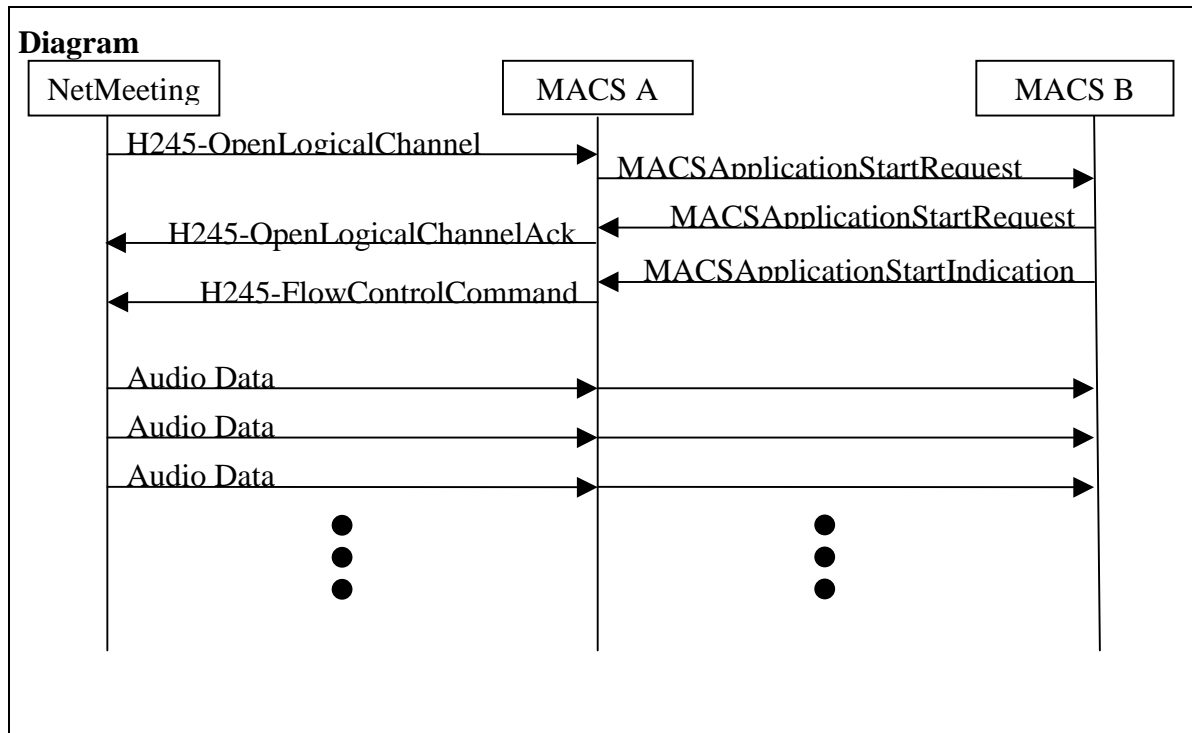 Diagram
NetMeeting
MACS A
MACS B
H245-OpenLogicalChannel
MACSApplicationStartRequest
MACSApplicationStartRequest
H245-OpenLogicalChannelAck
MACSApplicationStartIndication
H245-FlowControlCommand
Audio Data
Audio Data
Audio Data